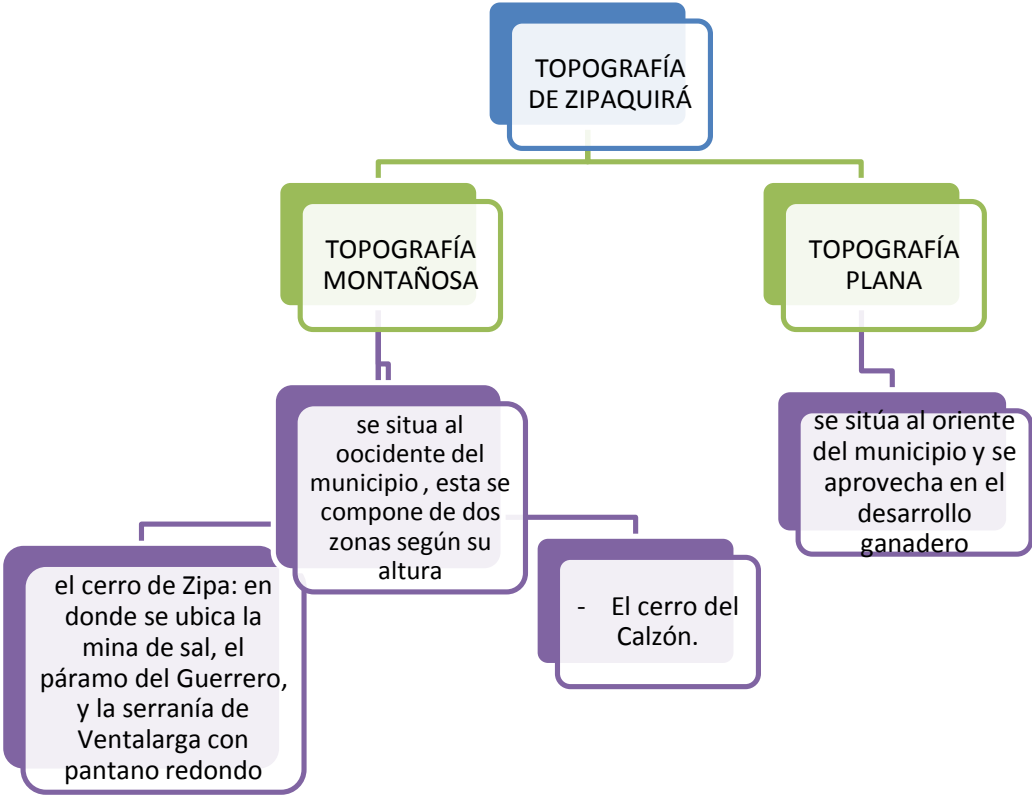 TOPOGRAFÍA
DE ZIPAQUIRÁ
TOPOGRAFÍA
MONTAÑOSA
TOPOGRAFÍA
PLANA
se situa al
oocidente del
municipio , esta se
compone de dos
zonas según su
altura
se sitúa al oriente
del municipio y se
aprovecha en el
desarrollo
ganadero
el cerro de Zipa: en
donde se ubica la
mina de sal, el
páramo del Guerrero,
y la serranía de
Ventalarga con
pantano redondo
- El cerro del
Calzón.